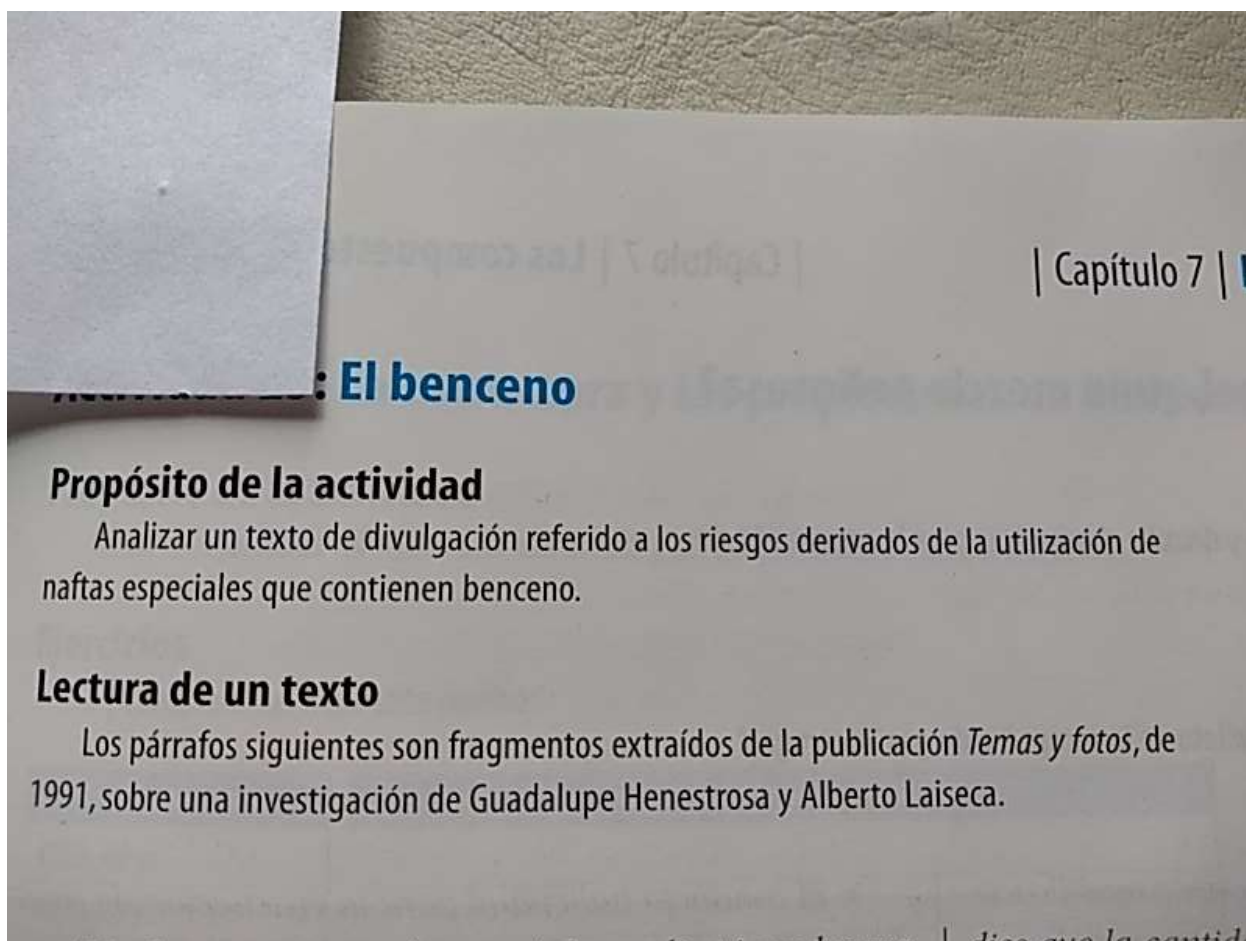 | Capítulo 7 |
: El benceno
Propósito de la actividad
Analizar un texto de divulgación referido a los riesgos derivados de la utilización de
naftas especiales que contienen benceno.
Lectura de un texto
Los párrafos siguientes son fragmentos extraídos de la publicación Temas y fotos, de
1991, sobre una investigación de Guadalupe Henestrosa y Alberto Laiseca.